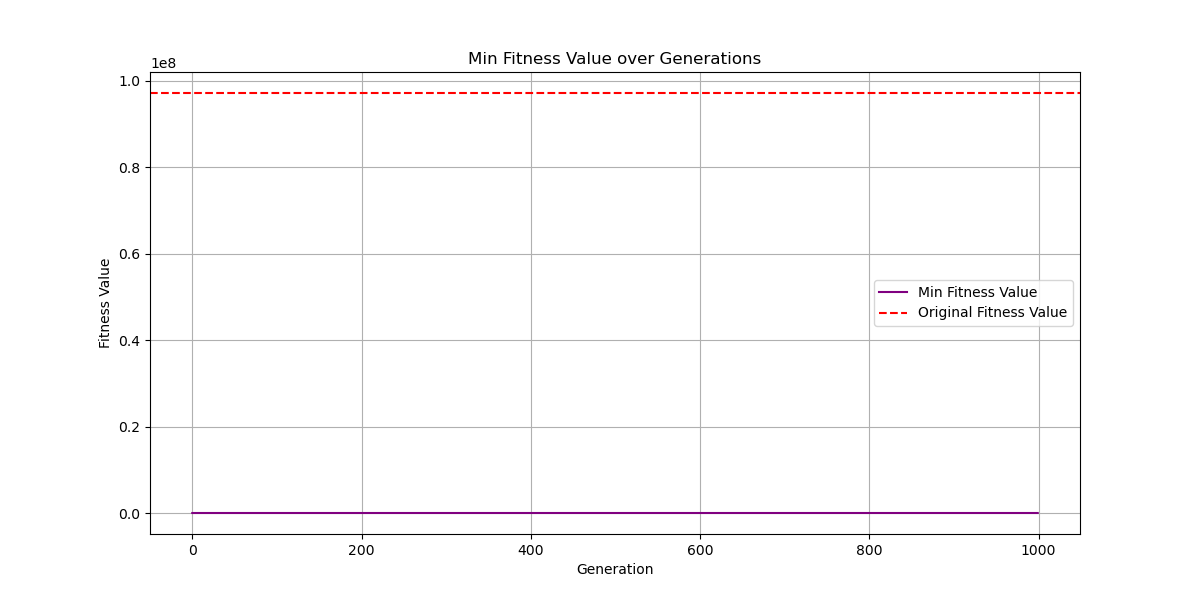 Min Fitness Value over Generations
1e8
1.0
0.8
0.6
0.4
0.2
0.0
Fitness Value
Min Fitness Value
Original Fitness Value
0 200 400 600 800 1000
Generation